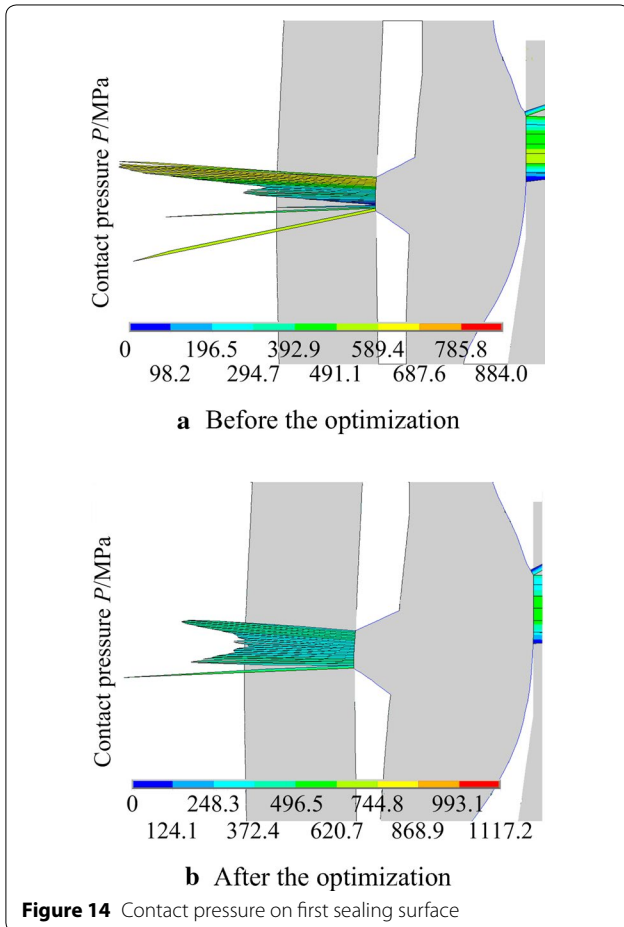 Contact pressure P/MPa
0 196.5 392.9 589.4 785.8
98.2 294.7 491.1 687.6 884.0
a Before the optimization
Contact pressure P/MPa
0 248.3 496.5 744.8 993.1
124.1 372.4 620.7 868.9 1117.2
b After the optimization
Figure 14 Contact pressure on first sealing surface